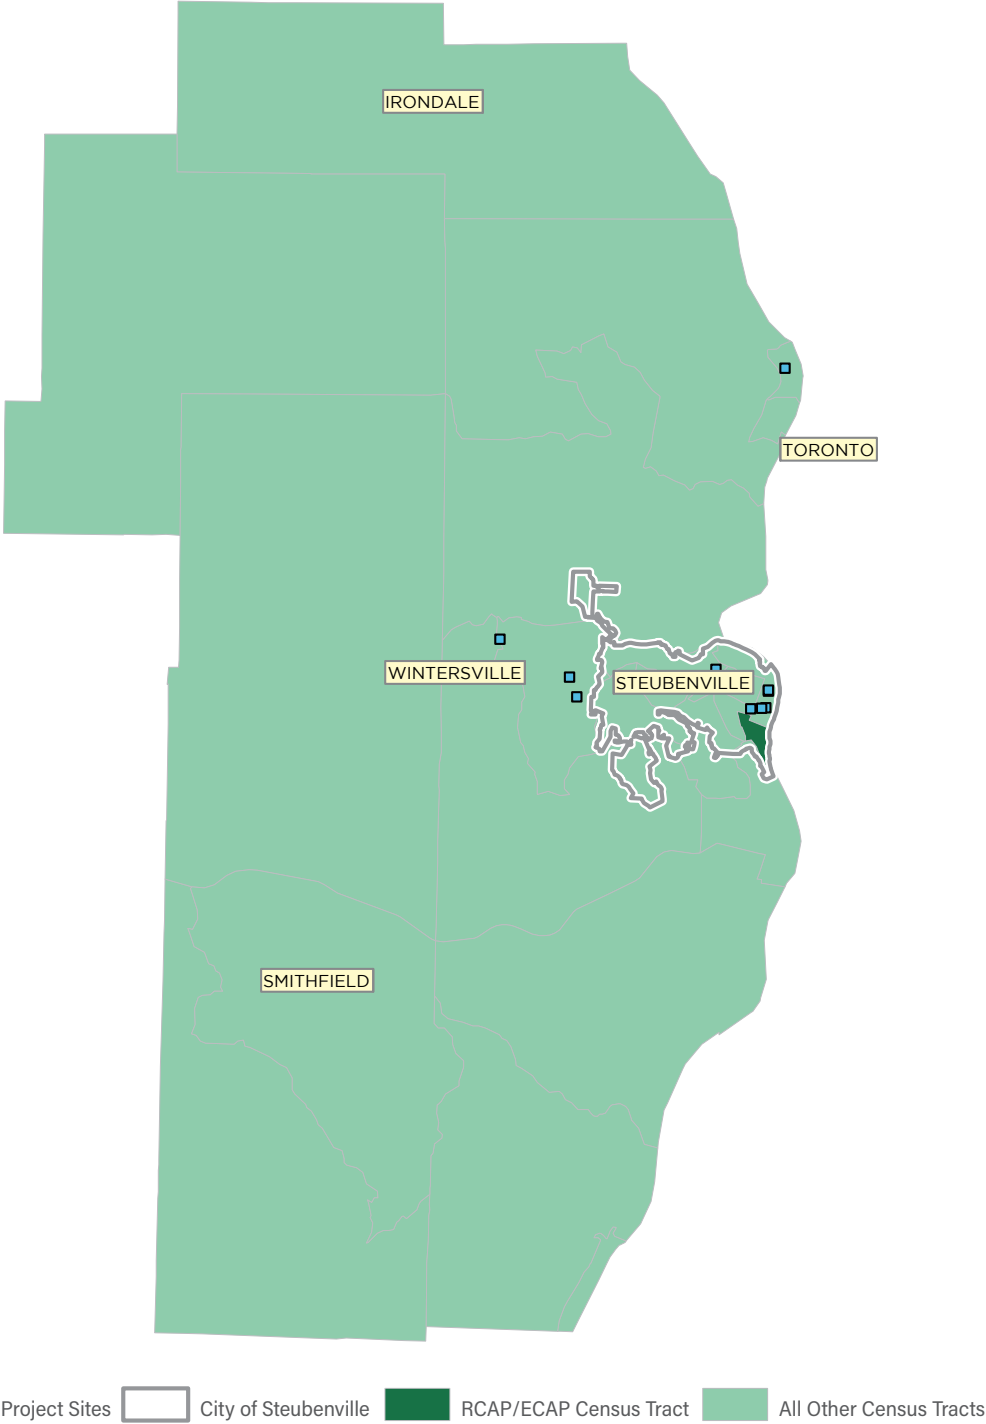 IRONDALE
TORONTO
WINTERSVILLE
STEUBENVILLE
SMITHFIELD
Project Sites City of Steubenville RCAP/ECAP Census Tract All Other Census Tracts